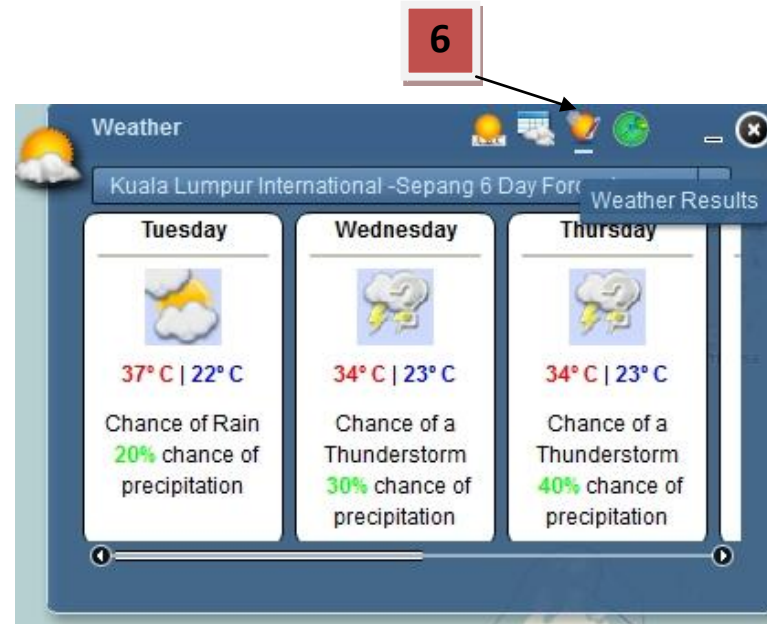 6
Weather
Kuala Lumpur International -Sepang 6 Day
Weather Results
Tuesday
37° C | 22° C
Chance of Rain
20% chance of
precipitation
Wednesday
34° C | 23° C
Chance of a
Thunderstorm
30% chance of
precipitation
Thursday
34° C | 23° C
Chance of a
Thunderstorm
40% chance of
precipitation